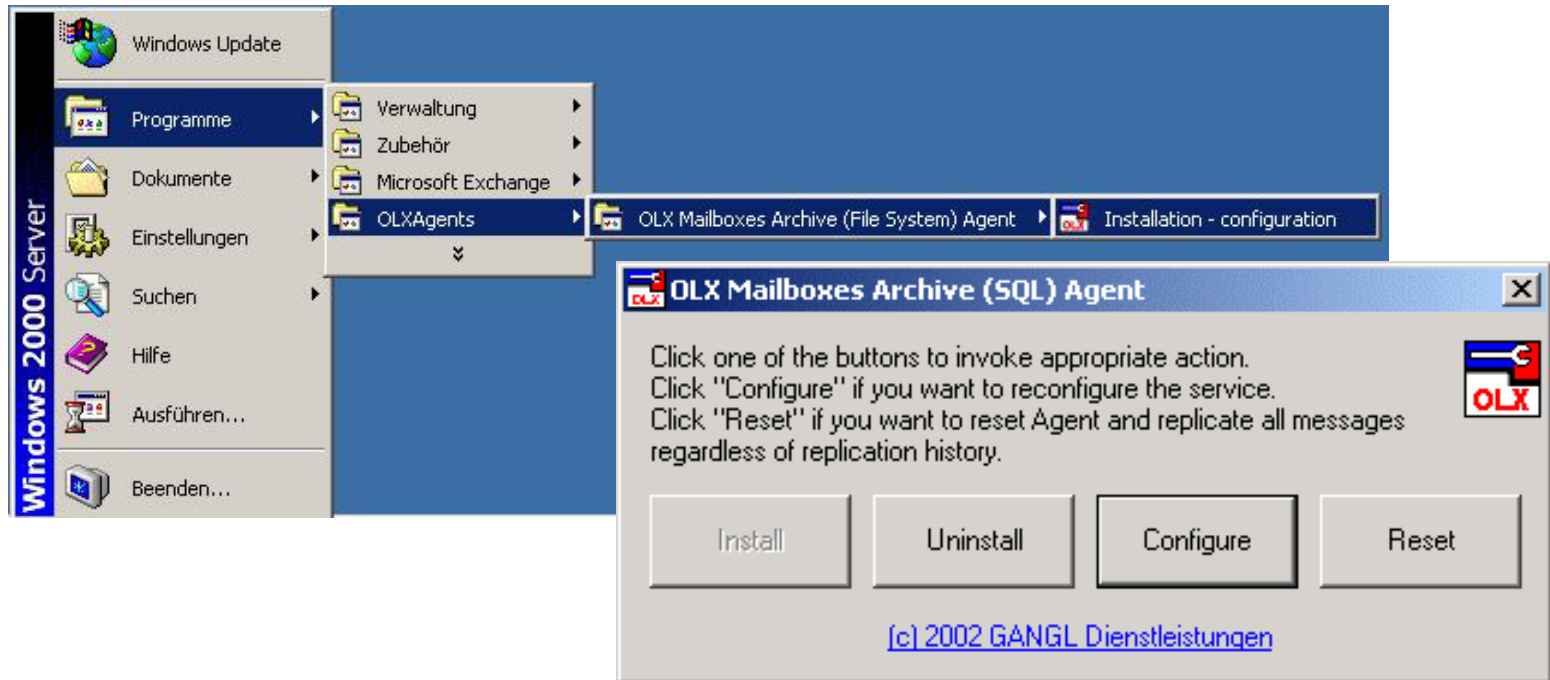 Windows 2000 Server
Windows Update
Programme
Dokumente
Einstellungen
Suchen
Hilfe
Ausführen...
Beenden...
Verwaltung
Zubehör
Microsoft Exchange
OLXAgents
OLX Mailboxes Archive (File System) Agent
OLX
Installation - configuration
OLX
OLX Mailboxes Archive (SQL) Agent
Click one of the buttons to invoke appropriate action.
Click "Configure" if you want to reconfigure the service.
Click "Reset" if you want to reset Agent and replicate all messages
regardless of replication history.
OLX
Install
Uninstall
Configure
Reset
(c) 2002 GANGL Dienstleistungen